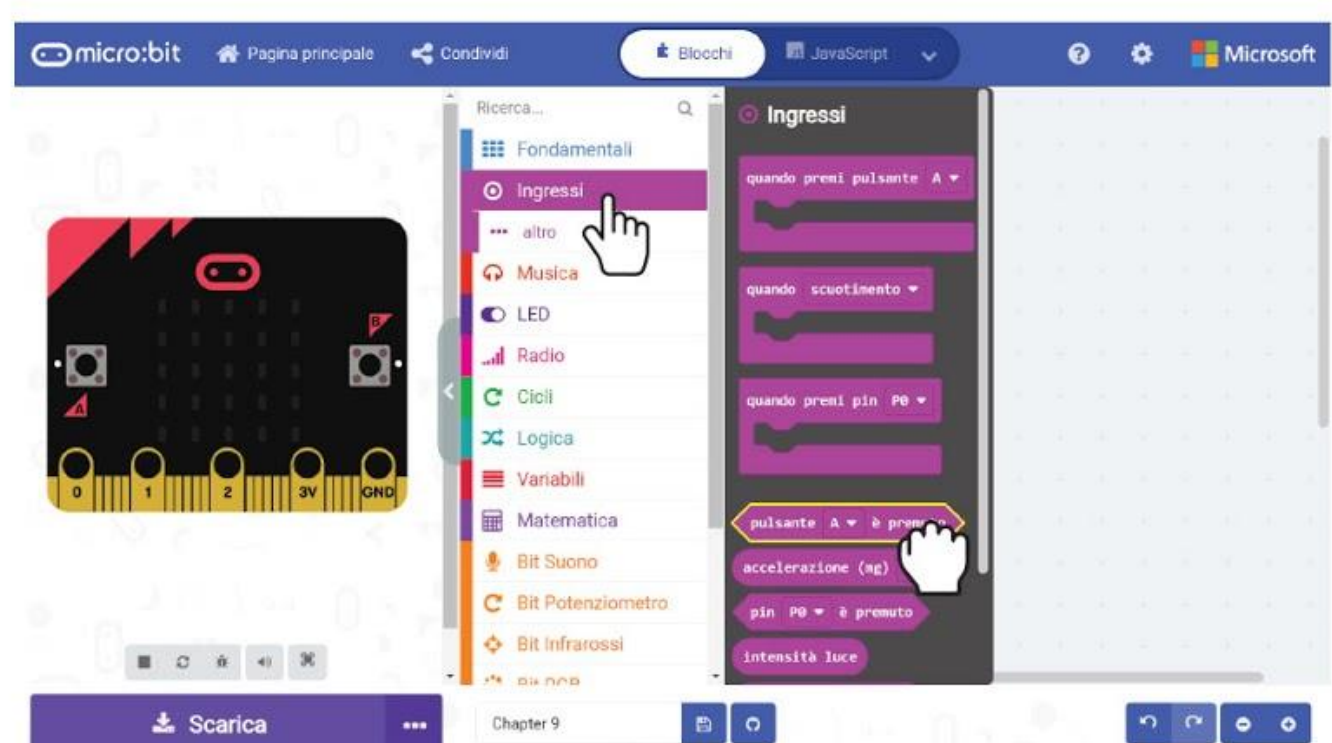 micro:bit
Pagina principale
Condividi
Blocchi
JavaScript
Microsoft
Ricerca...
Fondamentali
Ingressi
altro
Musica
LED
Radio
Cicli
Logica
Variabili
Matematica
Bit Suono
Bit Potenziometro
Bit Infrarossi
Ingressi
quando premi pulsante A
quando scuotimento
quando premi pin P0
pulsante A è
accelerazione (mg)
pin P0 è premuto
intensità luce
B
A
0 1 2 3V GND
Scarica
Chapter 9